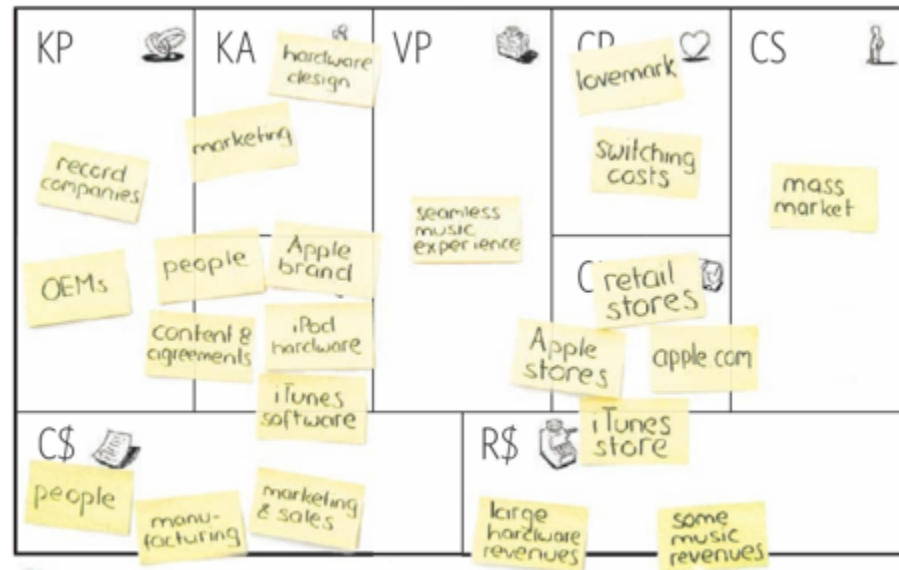 KP
record
companies
OEMs
KA
hardware
design
marketing
people
Apple
brand
content &
agreements
iPod
hardware
iTunes
software
VP
seamless
music
experience
CR
lovemark
switching
costs
retail
stores
Apple
stores
apple.com
iTunes
store
CS
mass
market
C$
people
manu-
facturing
marketing
& sales
R$
large
hardware
revenues
some
music
revenues